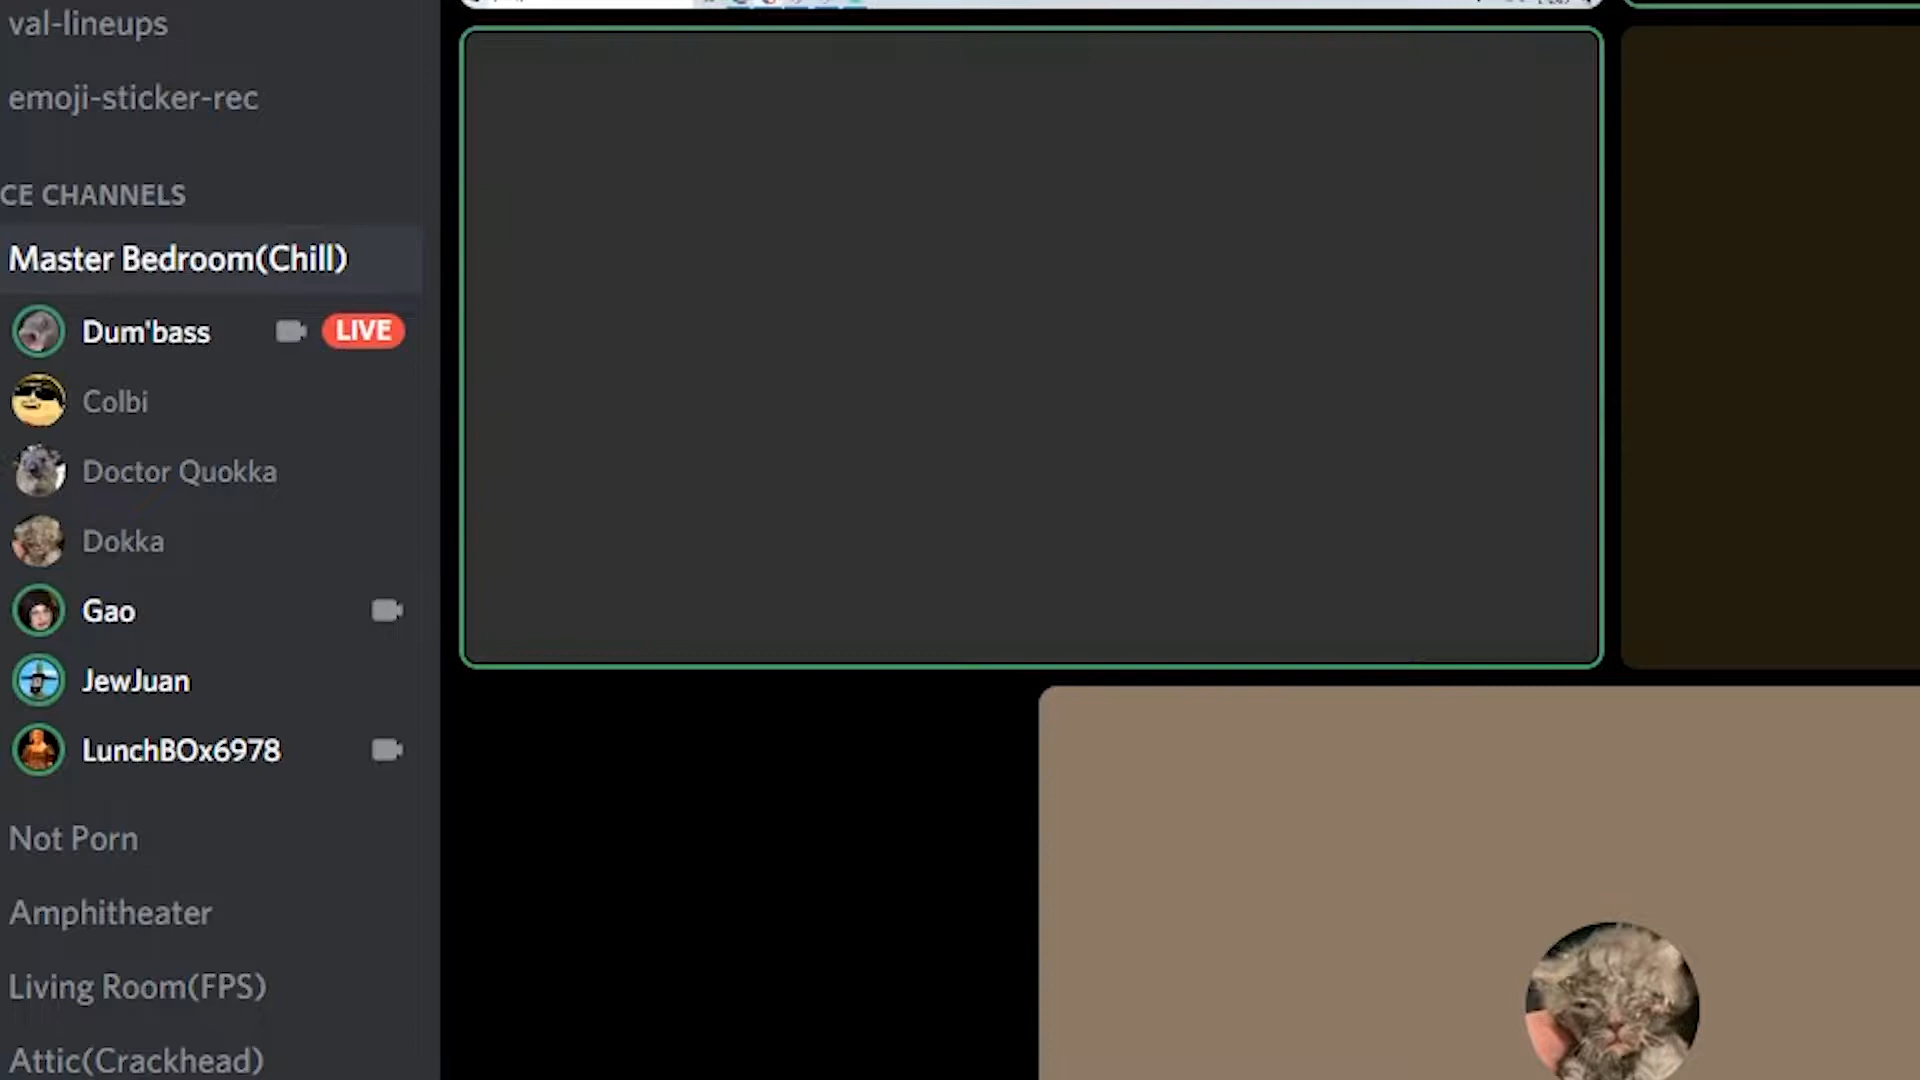 val-lineups
emoji-sticker-rec
CE CHANNELS
Master Bedroom(Chill)
Dum'bass LIVE
Colbi
Doctor Quokka
Dokka
Gao
JewJuan
LunchBOx6978
Not Porn
Amphitheater
Living Room(FPS)
Attic(Crackhead)